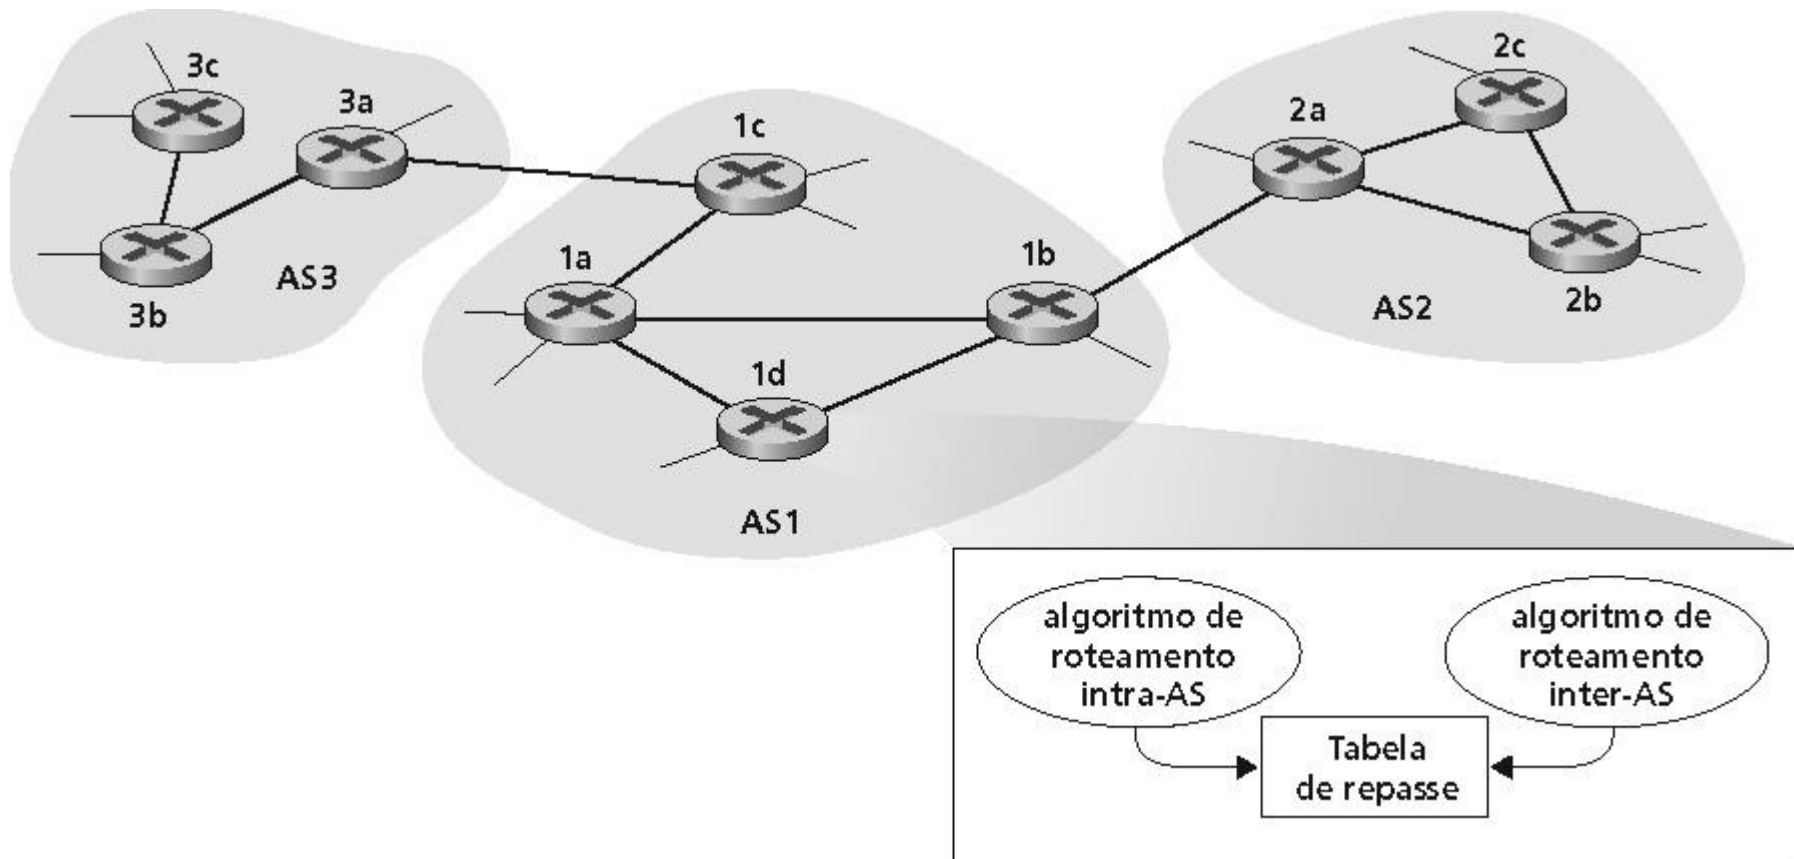 3c
3a
3b
AS3
1c
1a
1b
1d
AS1
2c
2a
2b
AS2
algoritmo de
roteamento
intra-AS
algoritmo de
roteamento
inter-AS
Tabela
de repasse